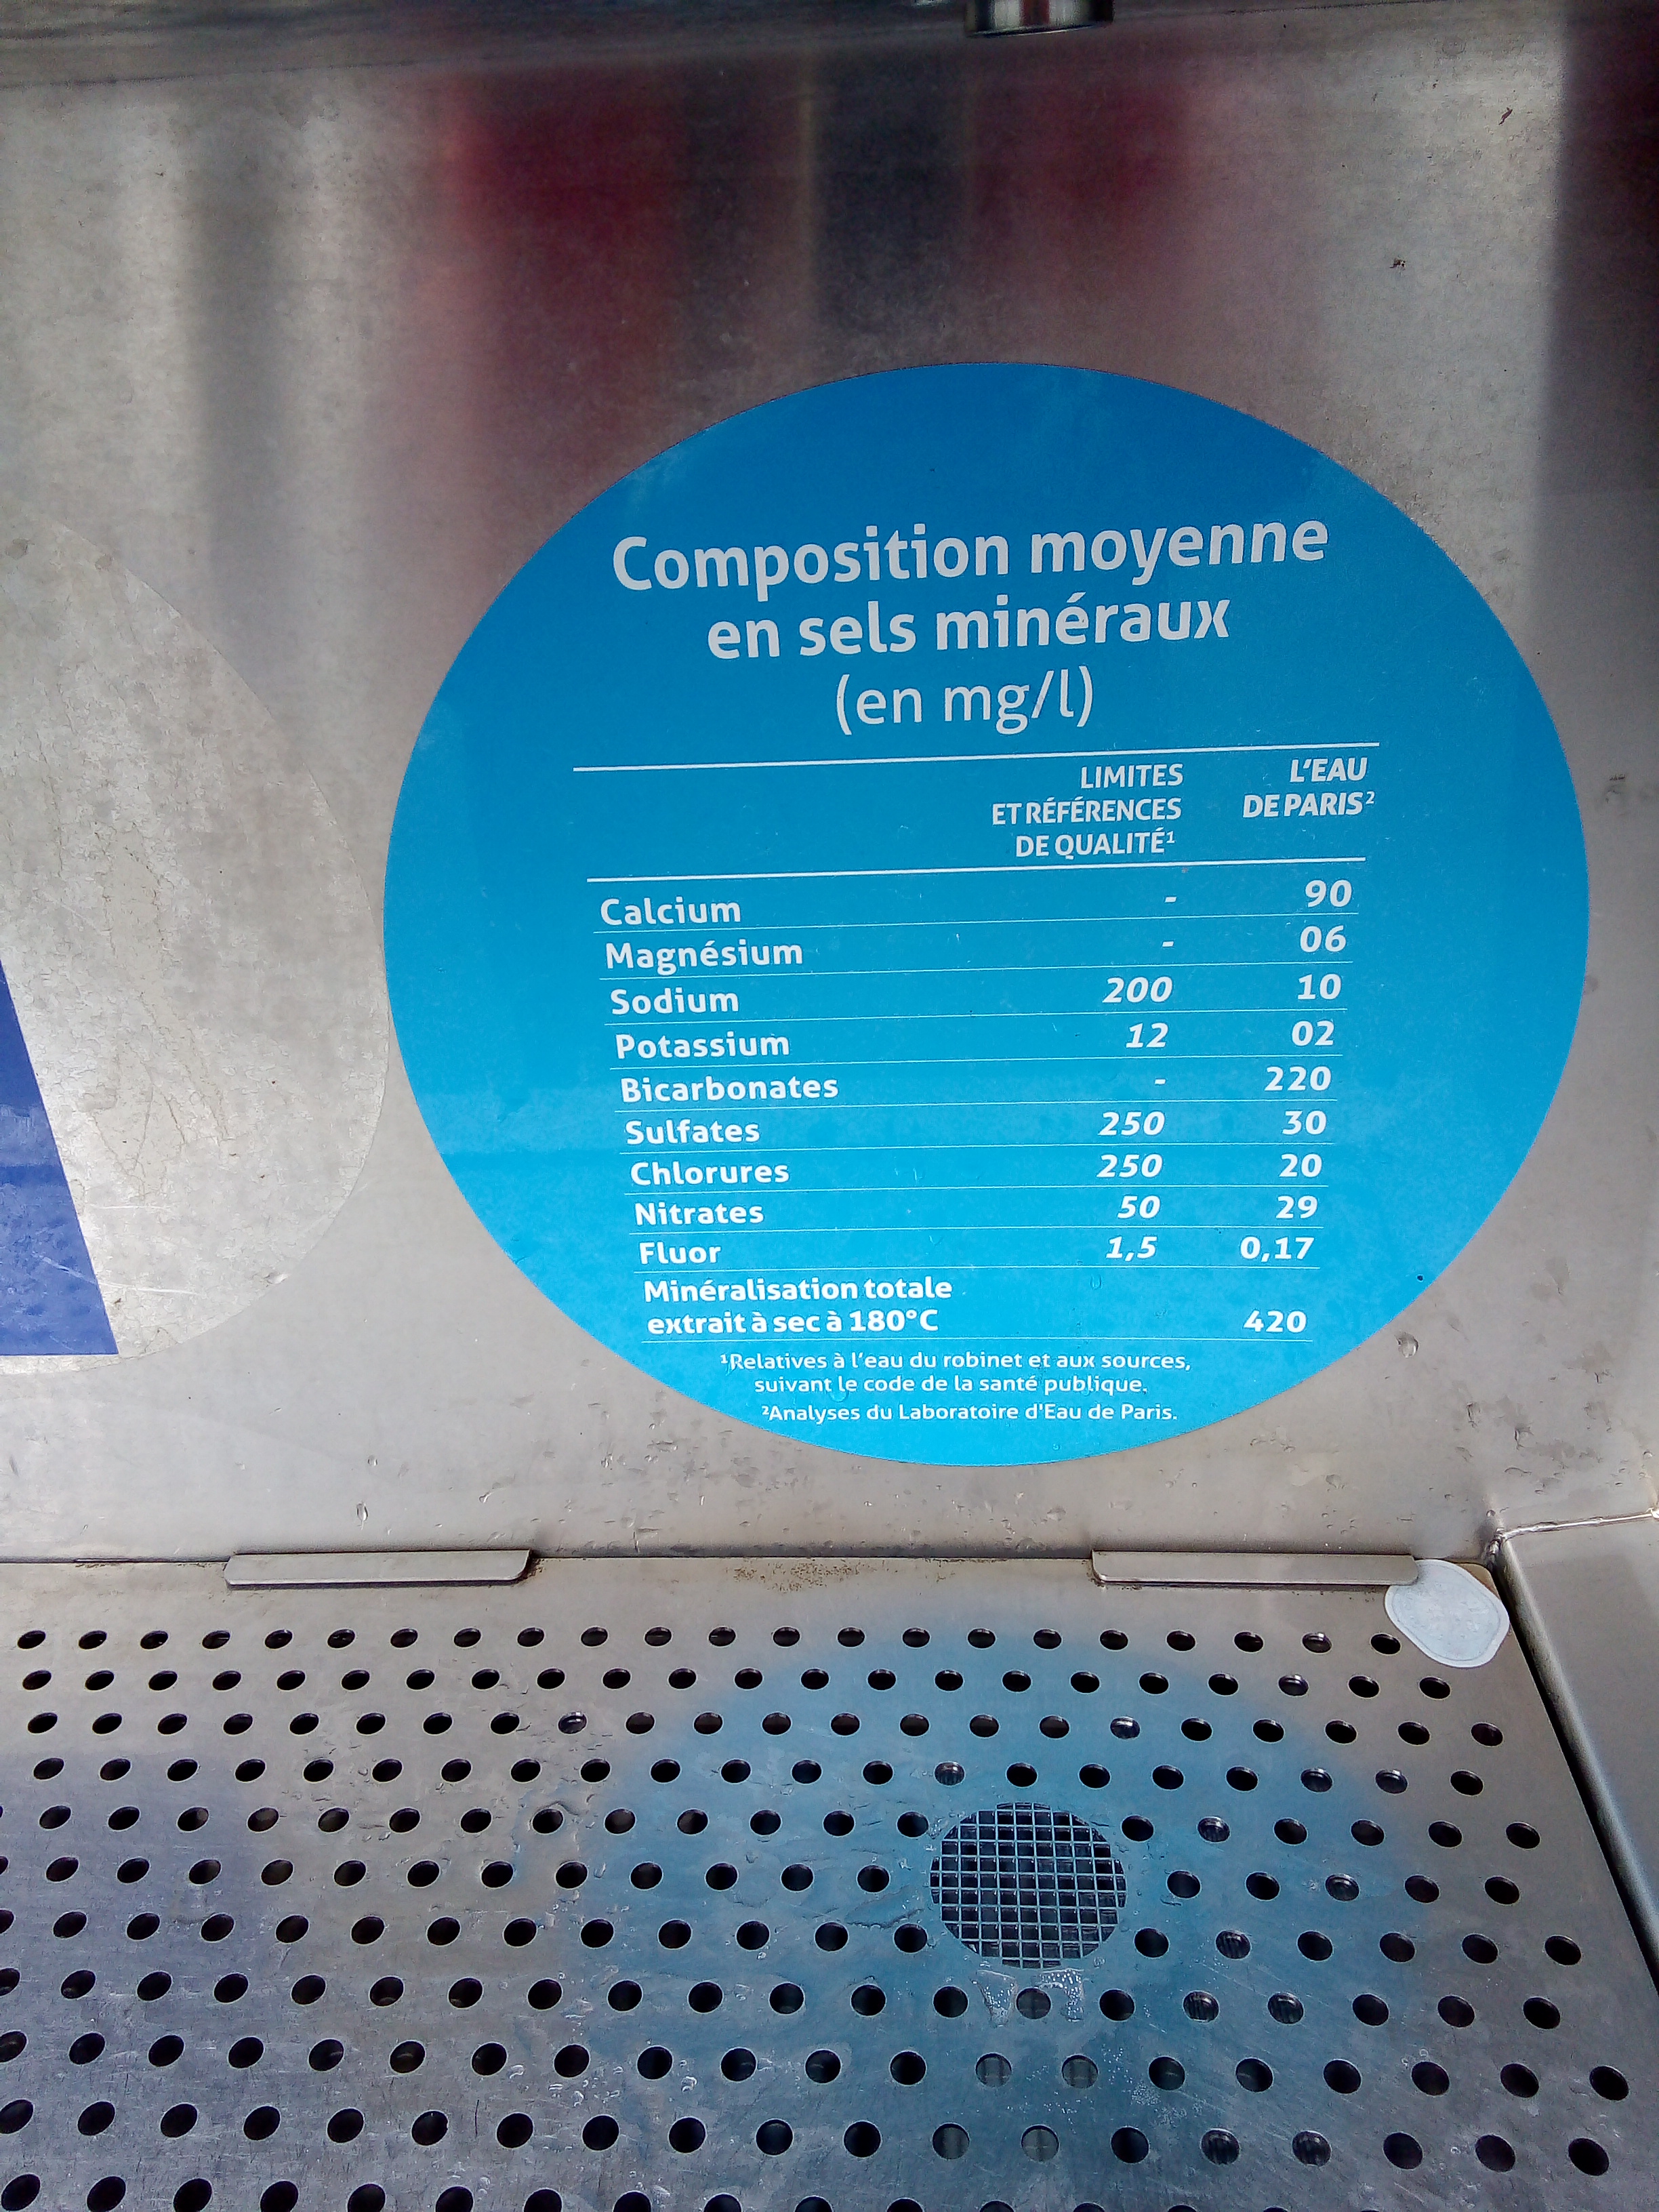 Composition moyenne
en sels minéraux
(en mg/l)
LIMITES ET RÉFÉRENCES DE QUALITÉ¹ L'EAU DE PARIS²
Calcium - 90
Magnésium - 06
Sodium 200 10
Potassium 12 02
Bicarbonates - 220
Sulfates 250 30
Chlorures 250 20
Nitrates 50 29
Fluor 1,5 0,17
Minéralisation totale
extrait à sec à 180°C 420
¹Relatives à l'eau du robinet et aux sources,
suivant le code de la santé publique.
²Analyses du Laboratoire d'Eau de Paris.